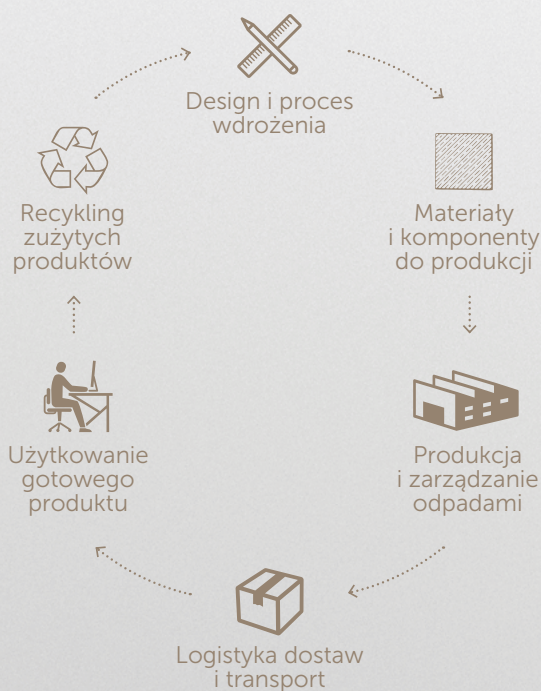 Design i proces
wdrożenia
Materiały
i komponenty
do produkcji
Produkcja
i zarządzanie
odpadami
Logistyka dostaw
i transport
Użytkowanie
gotowego
produktu
Recykling
zużytych
produktów